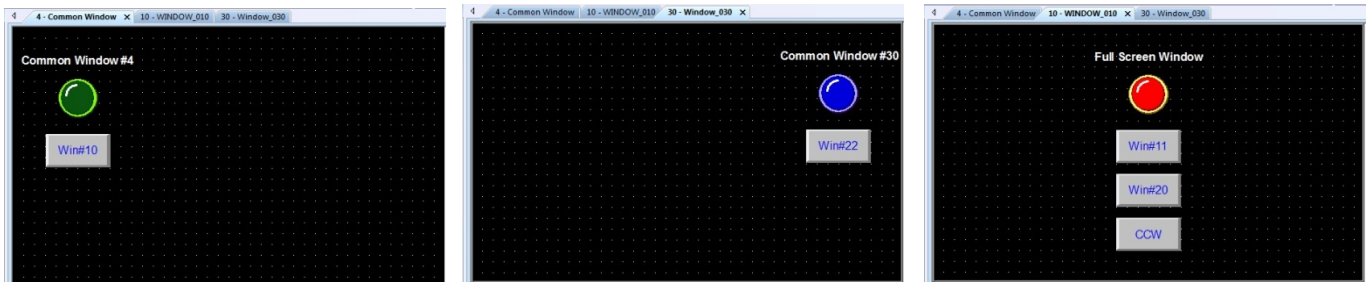 4 - Common Window x 10 - WINDOW_010 30 - Window_030
Common Window #4
Win#10
4 - Common Window 10 - WINDOW_010 30 - Window_030 x
Common Window #30
Win#22
4 - Common Window 10 - WINDOW_010 x 30 - Window_030
Full Screen Window
Win#11
Win#20
CCW